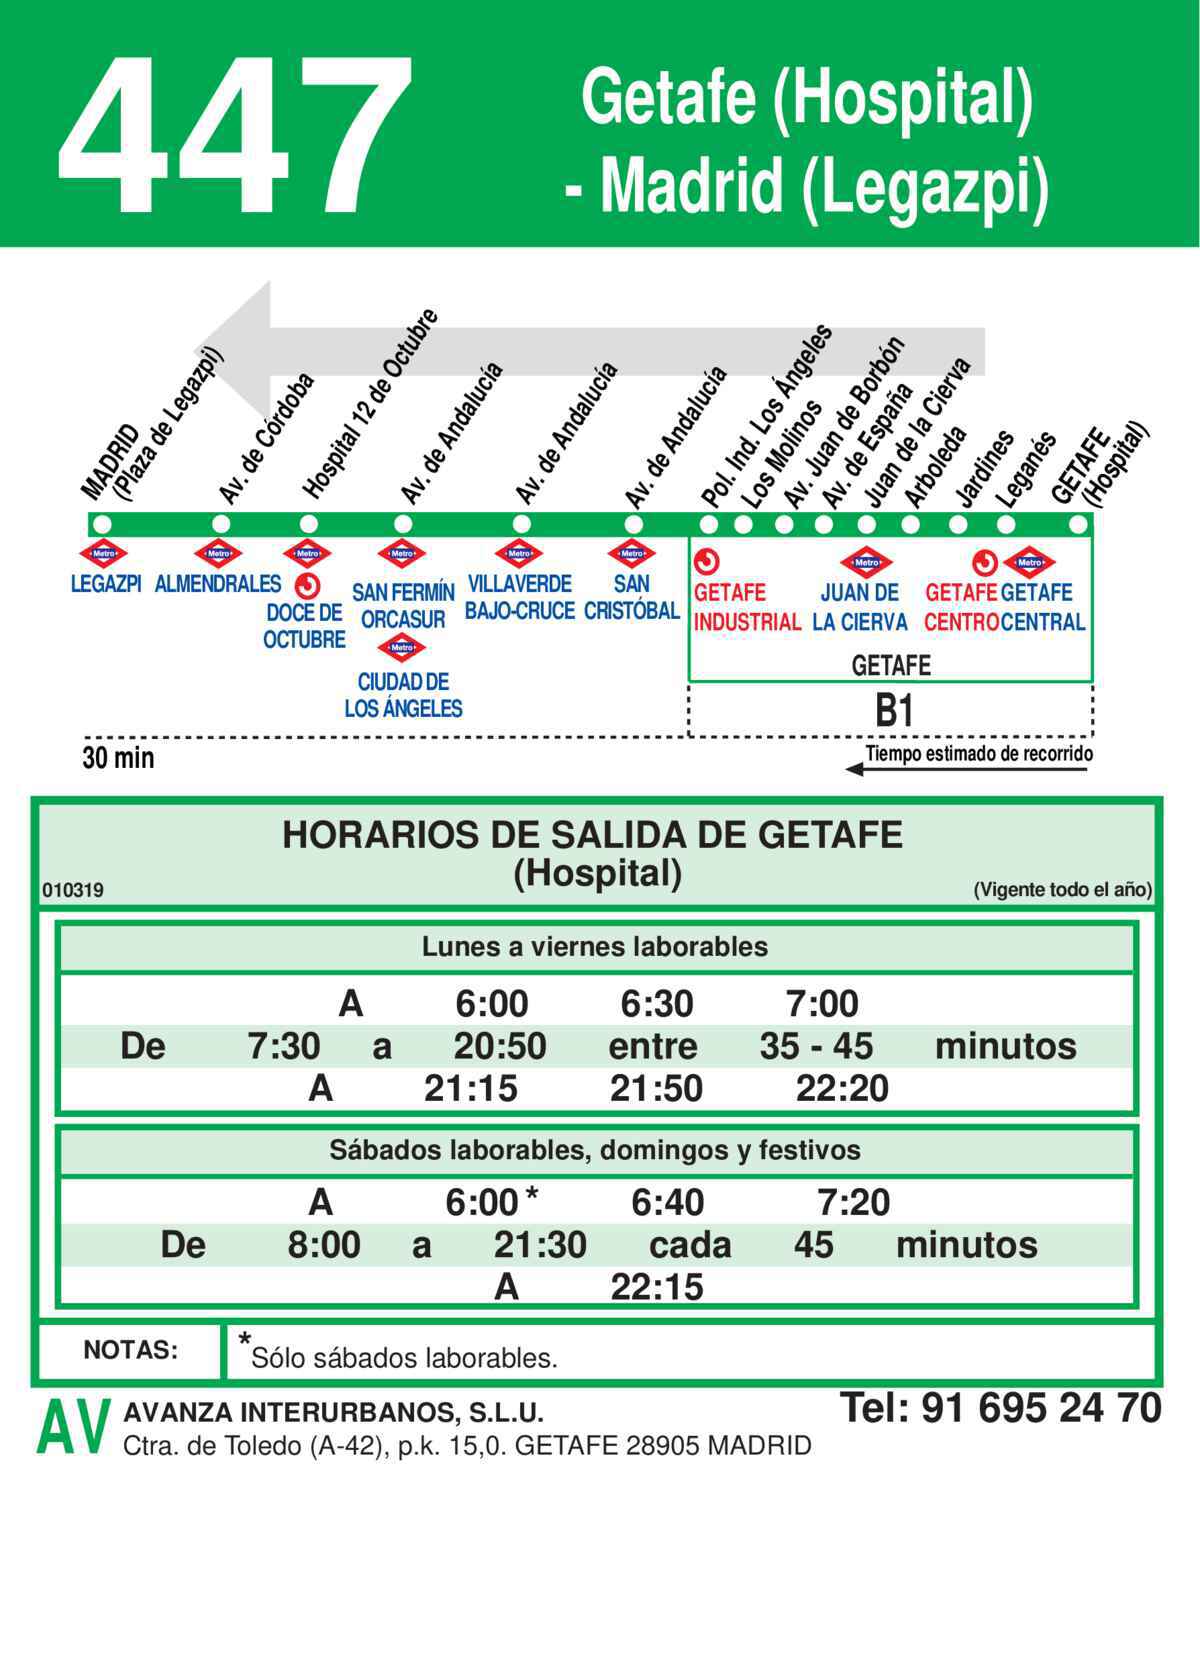 447
Getafe (Hospital)
- Madrid (Legazpi)
MADRID
(Plaza de Legazpi)
Av. de Córdoba
Hospital 12 de Octubre
Av. de Andalucía
Av. de Andalucía
Av. de Andalucía
Pol. Ind. Los Ángeles
Los Molinos
Av. Juan de Borbón
Av. de España
Juan de la Cierva
Arboleda
Jardines
Leganés
GETAFE
(Hospital)
Metro
LEGAZPI
Metro
ALMENDRALES
Metro
DOCE DE
OCTUBRE
Metro
SAN FERMÍN
ORCASUR
Metro
CIUDAD DE
LOS ÁNGELES
Metro
VILLAVERDE
BAJO-CRUCE
Metro
SAN
CRISTÓBAL
GETAFE
INDUSTRIAL
Metro
JUAN DE
LA CIERVA
GETAFE
CENTRO
Metro
GETAFE
CENTRAL
GETAFE
B1
30 min
Tiempo estimado de recorrido
HORARIOS DE SALIDA DE GETAFE
(Hospital)
010319
(Vigente todo el año)
Lunes a viernes laborables
A 6:00 6:30 7:00
De 7:30 a 20:50 entre 35 - 45 minutos
A 21:15 21:50 22:20
Sábados laborables, domingos y festivos
A 6:00 * 6:40 7:20
De 8:00 a 21:30 cada 45 minutos
A 22:15
NOTAS:
*Sólo sábados laborables.
AV
AVANZA INTERURBANOS, S.L.U.
Tel: 91 695 24 70
Ctra. de Toledo (A-42), p.k. 15,0. GETAFE 28905 MADRID